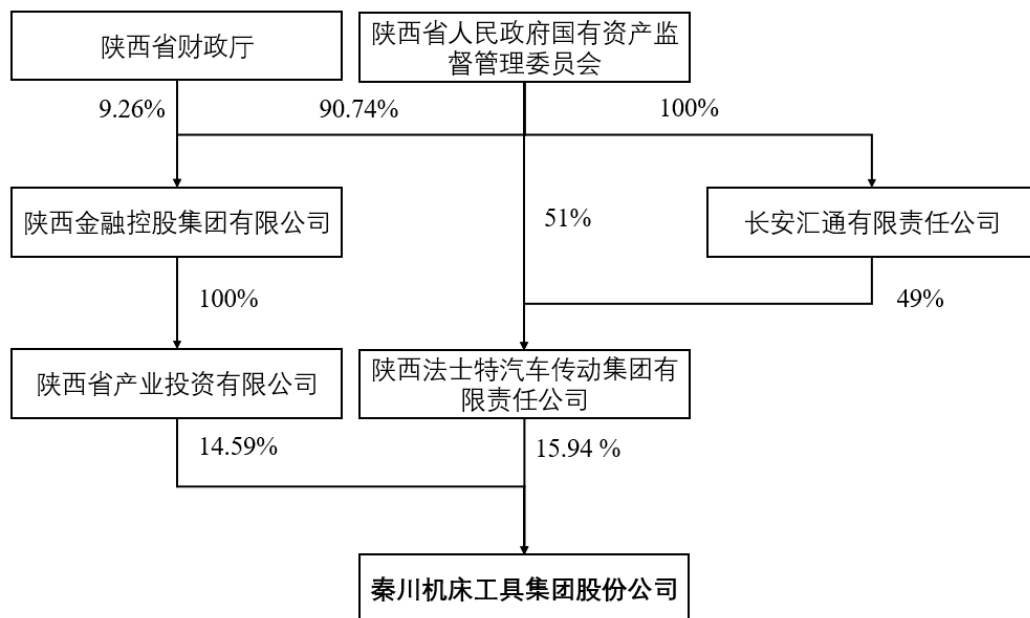 陕西省财政厅
陕西省人民政府国有资产监
督管理委员会
9.26%
90.74%
100%
陕西金融控股集团有限公司
51%
长安汇通有限责任公司
100%
49%
陕西省产业投资有限公司
陕西法士特汽车传动集团有
限责任公司
14.59%
15.94 %
秦川机床工具集团股份公司